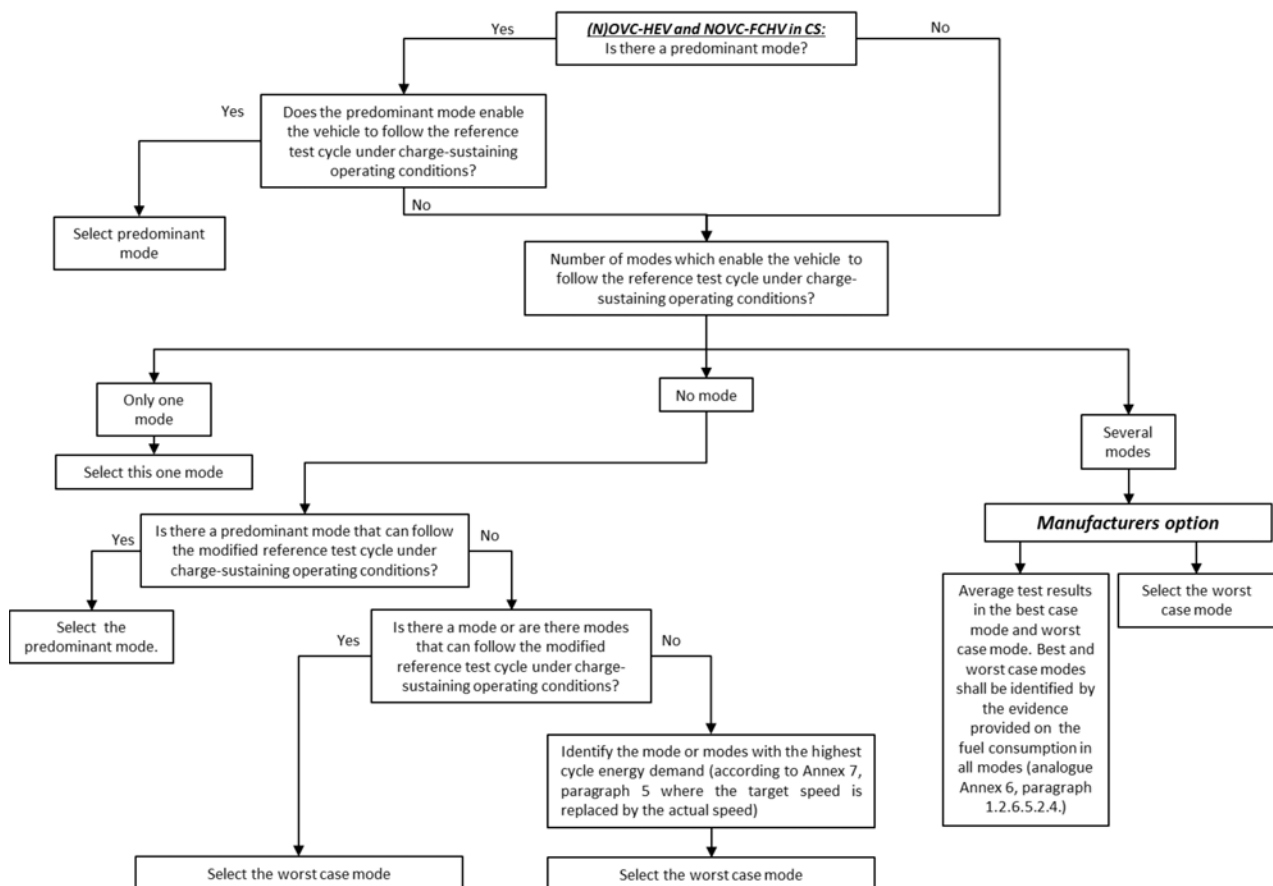 Yes
(N)OVC-HEV and NOVC-FCHV in CS:
Is there a predominant mode?
No
Yes
Does the predominant mode enable
the vehicle to follow the reference
test cycle under charge-sustaining
operating conditions?
No
Select predominant
mode
Number of modes which enable the vehicle to
follow the reference test cycle under charge-
sustaining operating conditions?
Only one
mode
No mode
Several
modes
Select this one mode
Manufacturers option
Is there a predominant mode that can follow
the modified reference test cycle under
charge-sustaining operating conditions?
Yes
No
Average test results
in the best case
mode and worst
case mode. Best and
worst case modes
shall be identified by
the evidence
provided on the
fuel consumption in
all modes (analogue
Annex 6, paragraph
1.2.6.5.2.4.)
Select the worst
case mode
Select the
predominant mode.
Yes
Is there a mode or are there modes
that can follow the modified
reference test cycle under charge-
sustaining operating conditions?
No
Identify the mode or modes with the highest
cycle energy demand (according to Annex 7,
paragraph 5 where the target speed is
replaced by the actual speed)
Select the worst case mode
Select the worst case mode